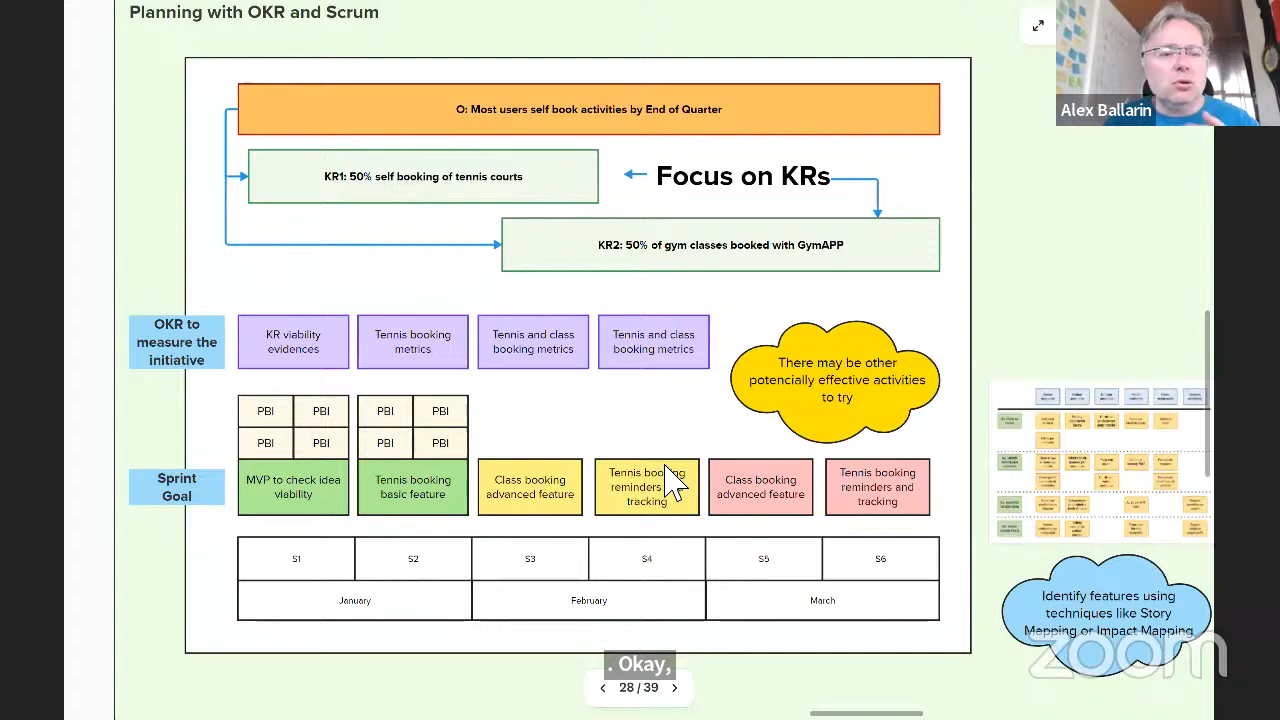 Planning with OKR and Scrum
Alex Ballarin
O: Most users self book activities by End of Quarter
KR1: 50% self booking of tennis courts
Focus on KRs
KR2: 50% of gym classes booked with GymAPP
OKR to
measure the
initiative
KR viability
evidences
Tennis booking
metrics
Tennis and class
booking metrics
Tennis and class
booking metrics
There may be other
potencially effective activities
to try
PBI
PBI
PBI
PBI
PBI
PBI
PBI
PBI
Sprint
Goal
MVP to check idea
viability
Tennis booking
basic feature
Class booking
advanced feature
Tennis booking
reminders
tracking
Class booking
advanced feature
Tennis booking
reminders and
tracking
S1
S2
S3
S4
S5
S6
January
February
March
Identify features using
techniques like Story
Mapping or Impact Mapping
zoom
. Okay,
28 / 39